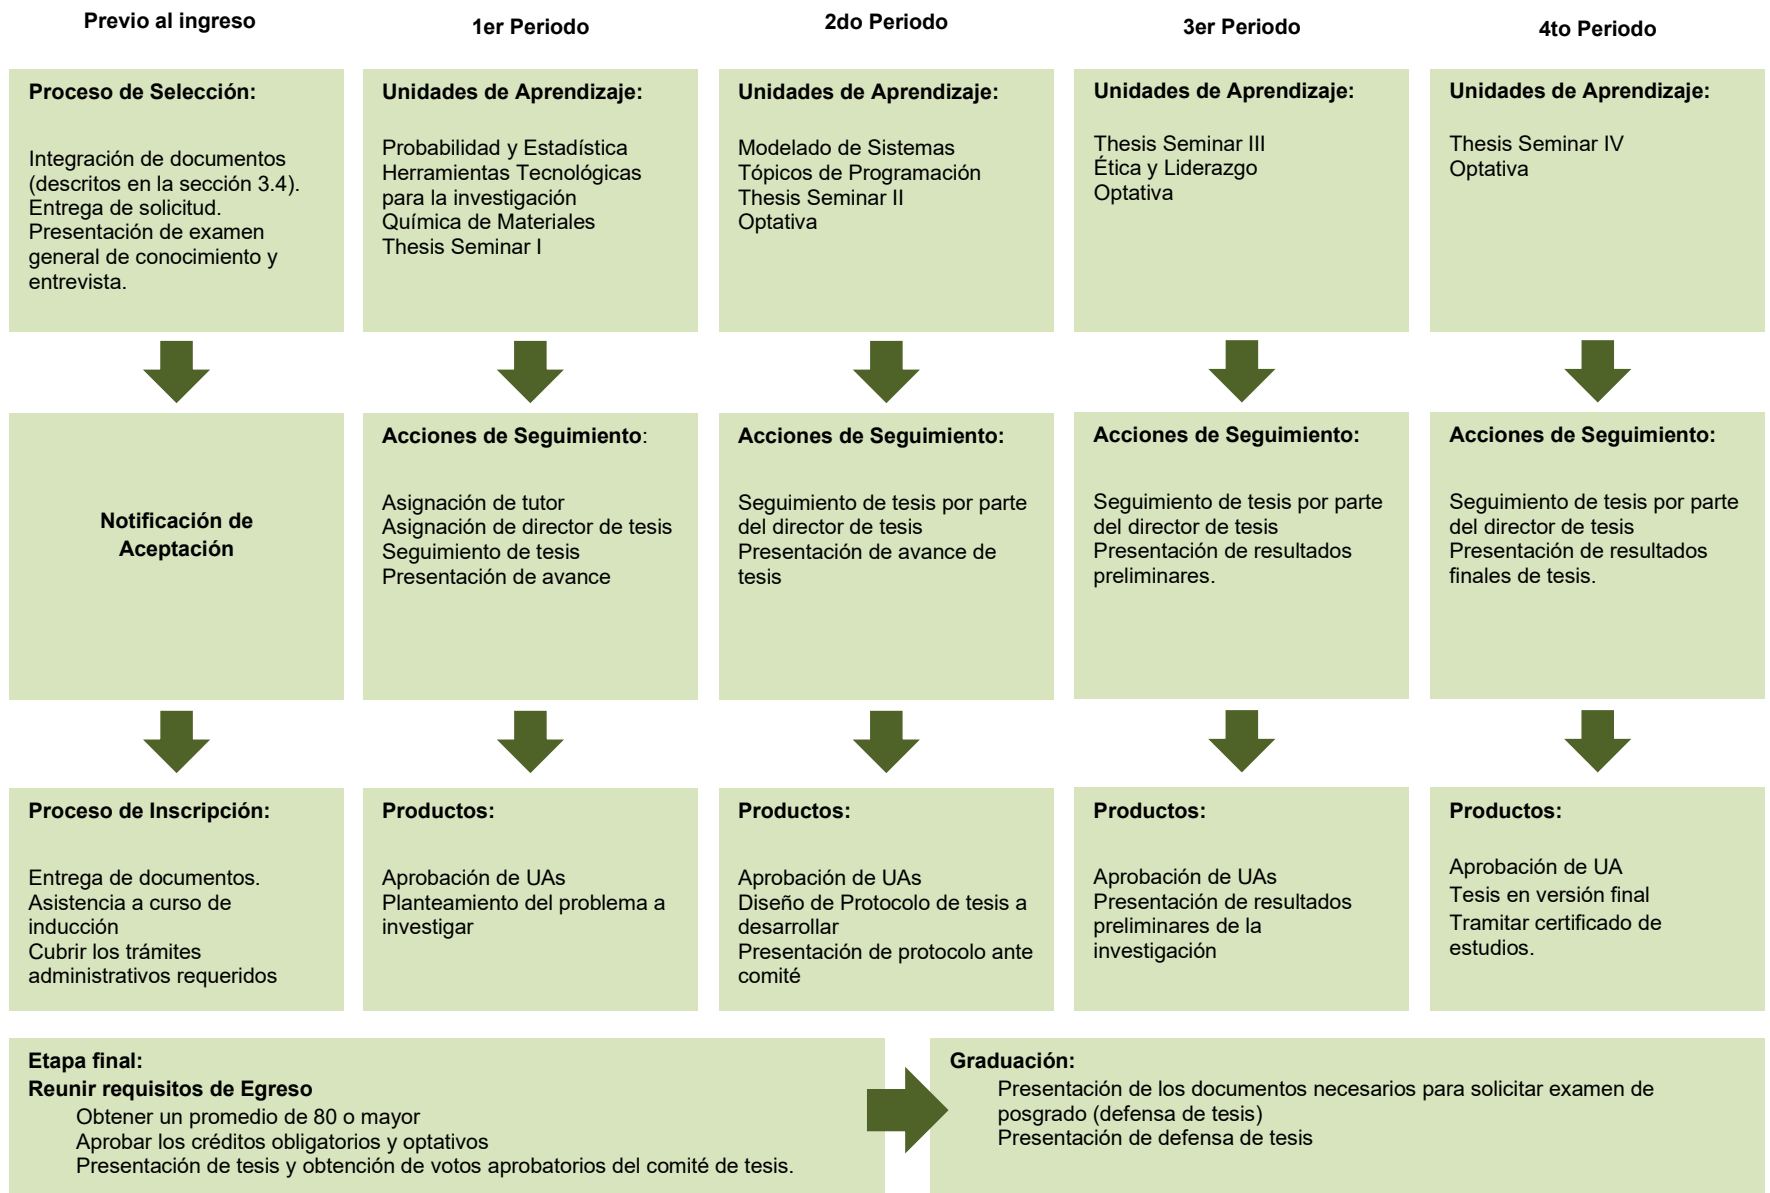 Previo al ingreso
1er Periodo
2do Periodo
3er Periodo
4to Periodo
Proceso de Selección:
Integración de documentos
(descritos en la sección 3.4).
Entrega de solicitud.
Presentación de examen
general de conocimiento y
entrevista.
Unidades de Aprendizaje:
Probabilidad y Estadística
Herramientas Tecnológicas
para la investigación
Química de Materiales
Thesis Seminar I
Unidades de Aprendizaje:
Modelado de Sistemas
Tópicos de Programación
Thesis Seminar II
Optativa
Unidades de Aprendizaje:
Thesis Seminar III
Ética y Liderazgo
Optativa
Unidades de Aprendizaje:
Thesis Seminar IV
Optativa
Notificación de
Aceptación
Acciones de Seguimiento:
Asignación de tutor
Asignación de director de tesis
Seguimiento de tesis
Presentación de avance
Acciones de Seguimiento:
Seguimiento de tesis por parte
del director de tesis
Presentación de avance de
tesis
Acciones de Seguimiento:
Seguimiento de tesis por parte
del director de tesis
Presentación de resultados
preliminares.
Acciones de Seguimiento:
Seguimiento de tesis por parte
del director de tesis
Presentación de resultados
finales de tesis.
Proceso de Inscripción:
Entrega de documentos.
Asistencia a curso de
inducción
Cubrir los trámites
administrativos requeridos
Productos:
Aprobación de UAs
Planteamiento del problema a
investigar
Productos:
Aprobación de UAs
Diseño de Protocolo de tesis a
desarrollar
Presentación de protocolo ante
comité
Productos:
Aprobación de UAs
Presentación de resultados
preliminares de la
investigación
Productos:
Aprobación de UA
Tesis en versión final
Tramitar certificado de
estudios.
Etapa final:
Reunir requisitos de Egreso
Obtener un promedio de 80 o mayor
Aprobar los créditos obligatorios y optativos
Presentación de tesis y obtención de votos aprobatorios del comité de tesis.
Graduación:
Presentación de los documentos necesarios para solicitar examen de
posgrado (defensa de tesis)
Presentación de defensa de tesis